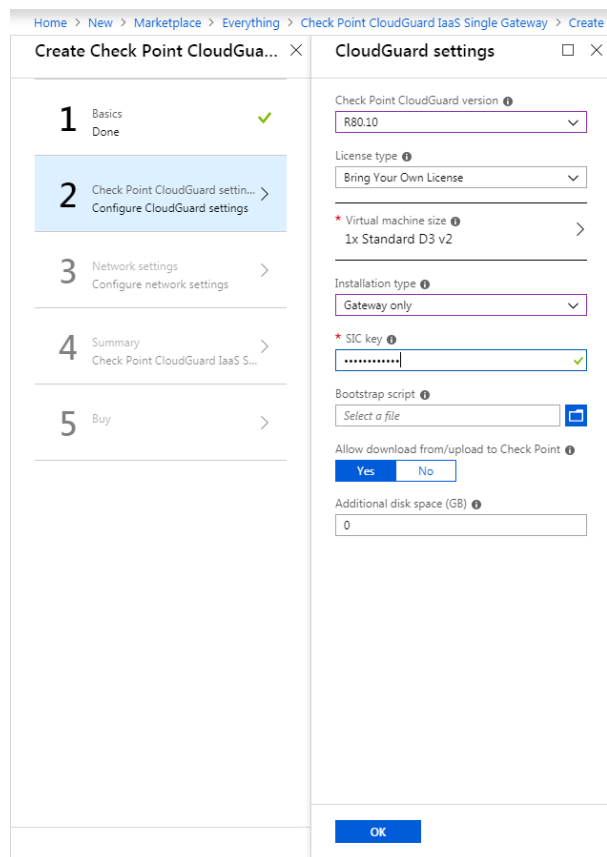 Home > New > Marketplace > Everything > Check Point CloudGuard IaaS Single Gateway > Create
Create Check Point CloudGua...
1
Basics
Done
2
Check Point CloudGuard settin...
Configure CloudGuard settings
3
Network settings
Configure network settings
4
Summary
Check Point CloudGuard IaaS S...
5
Buy
CloudGuard settings
Check Point CloudGuard version
R80.10
License type
Bring Your Own License
* Virtual machine size
1x Standard D3 v2
Installation type
Gateway only
* SIC key
••••••••••••
Bootstrap script
Select a file
Allow download from/upload to Check Point
Yes No
Additional disk space (GB)
0
OK